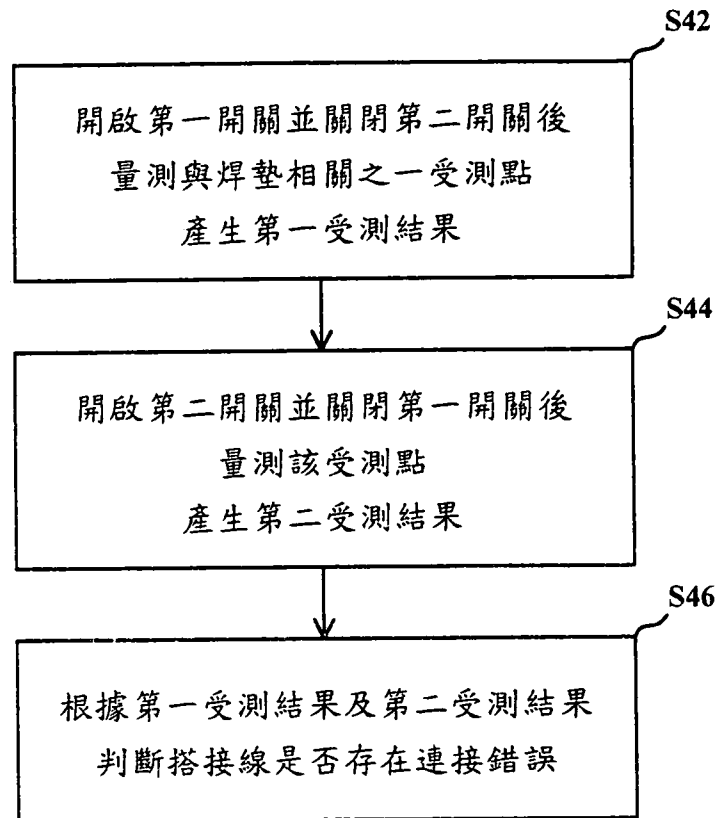 S42
開啟第一開關並關閉第二開關後
量測與焊墊相關之一受測點
產生第一受測結果
S44
開啟第二開關並關閉第一開關後
量測該受測點
產生第二受測結果
S46
根據第一受測結果及第二受測結果
判斷搭接線是否存在連接錯誤